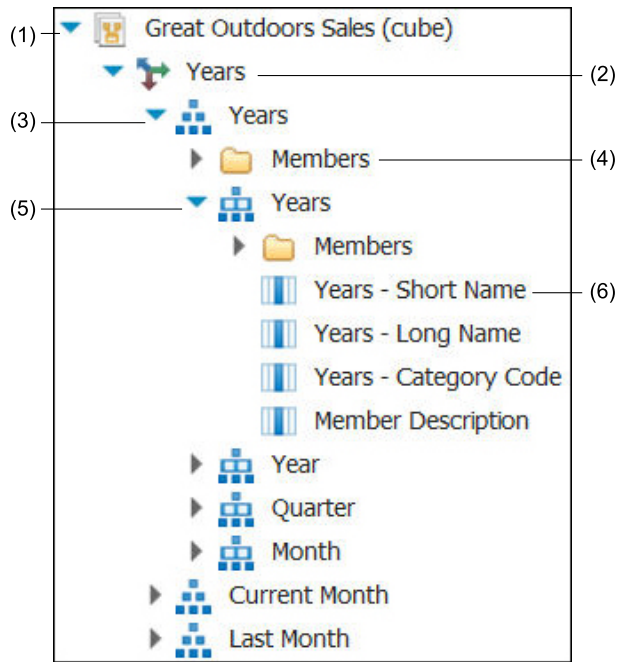 (1) Great Outdoors Sales (cube)
Years (2)
(3) Years
Members (4)
(5) Years
Members
Years - Short Name (6)
Years - Long Name
Years - Category Code
Member Description
Year
Quarter
Month
Current Month
Last Month